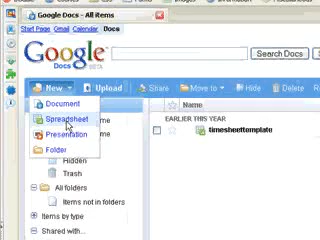 Google Docs - All items
Start Page Gmail Calendar Docs
Google
Docs BETA
Search Docs
New Upload Share Move to Hide Delete
Document
Spreadsheet
Presentation
Folder
Name
EARLIER THIS YEAR
timesheettemplate
Hidden
Trash
All folders
Items not in folders
Items by type
Shared with...